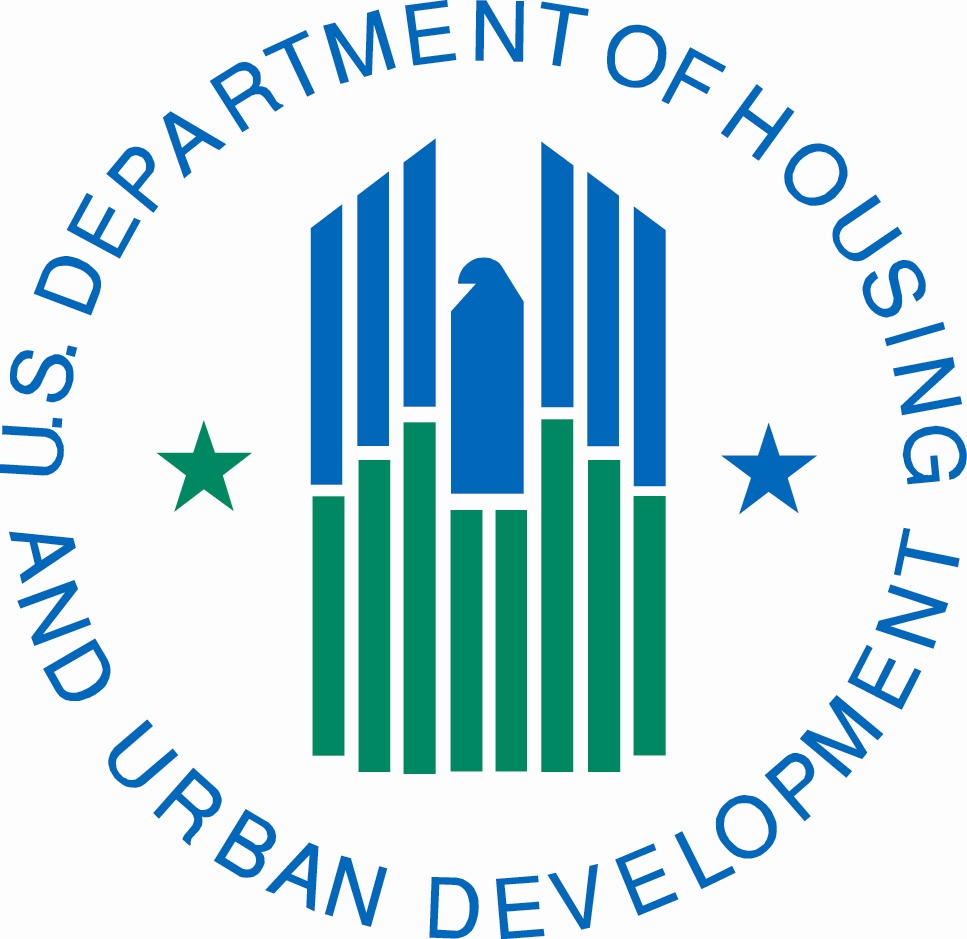 U.S. DEPARTMENT OF HOUSING
AND URBAN DEVELOPMENT